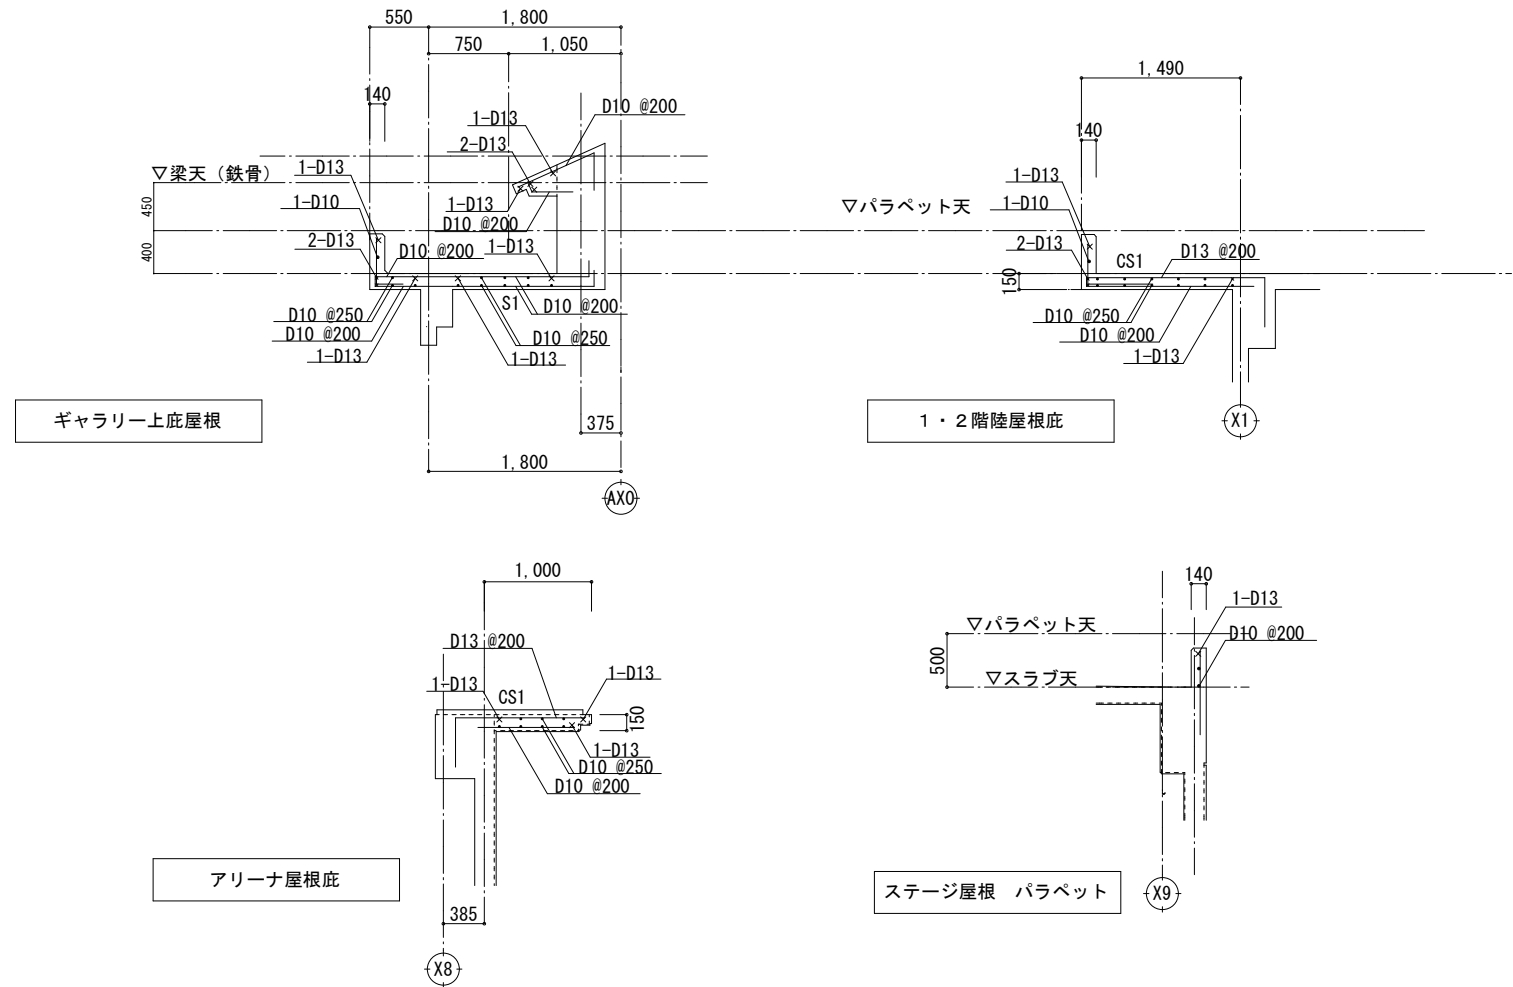 550
1,800
750
1,050
140
D10 @200
1-D13
2-D13
▽梁天（鉄骨）
1-D13
1-D10
1-D13
D10 @200
450
400
2-D13
D10 @200
1-D13
S1
D10 @200
D10 @250
D10 @200
D10 @250
1-D13
1-D13
ギャラリー上庇屋根
375
1,800
AX0
1,490
140
1-D13
▽パラペット天
1-D10
2-D13
D13 @200
CS1
150
D10 @250
D10 @200
1-D13
1・2階陸屋根庇
X1
1,000
D13 @200
1-D13
1-D13
CS1
150
1-D13
D10 @250
D10 @200
アリーナ屋根庇
385
X8
140
1-D13
▽パラペット天
D10 @200
500
▽スラブ天
ステージ屋根　パラペット
X9